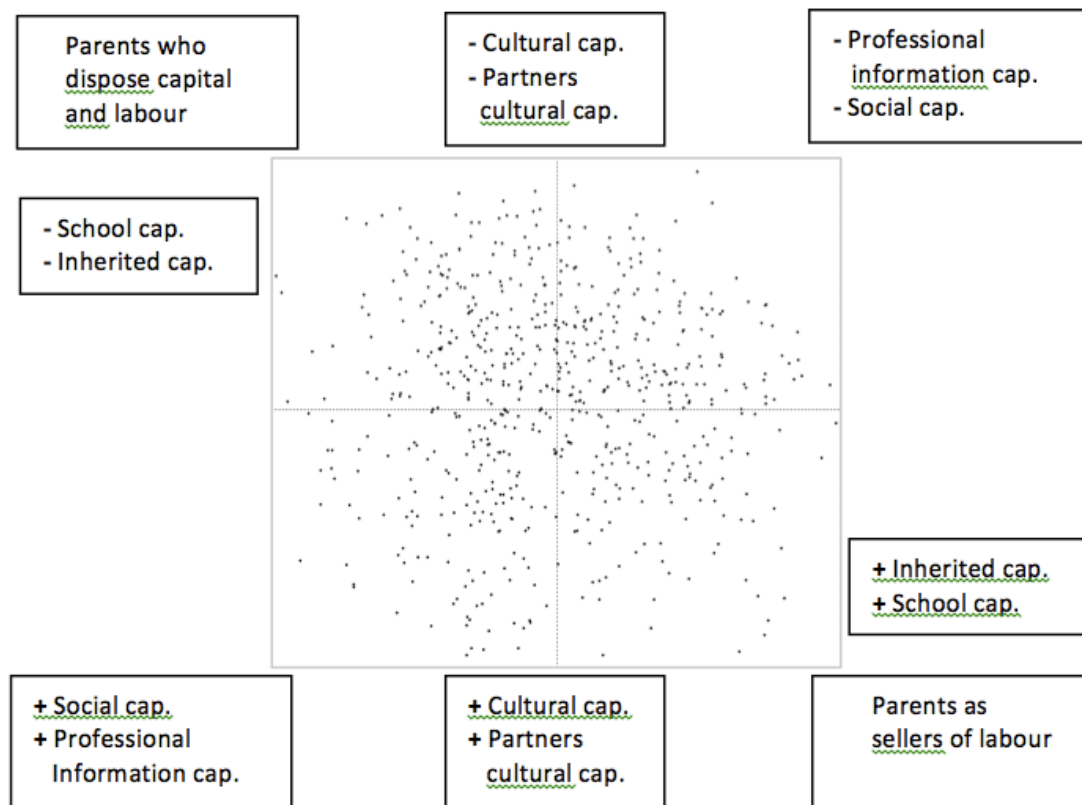 Parents who
dispose capital
and labour
- Cultural cap.
- Partners
cultural cap.
- Professional
information cap.
- Social cap.
- School cap.
- Inherited cap.
+ Inherited cap.
+ School cap.
+ Social cap.
+ Professional
Information cap.
+ Cultural cap.
+ Partners
cultural cap.
Parents as
sellers of labour